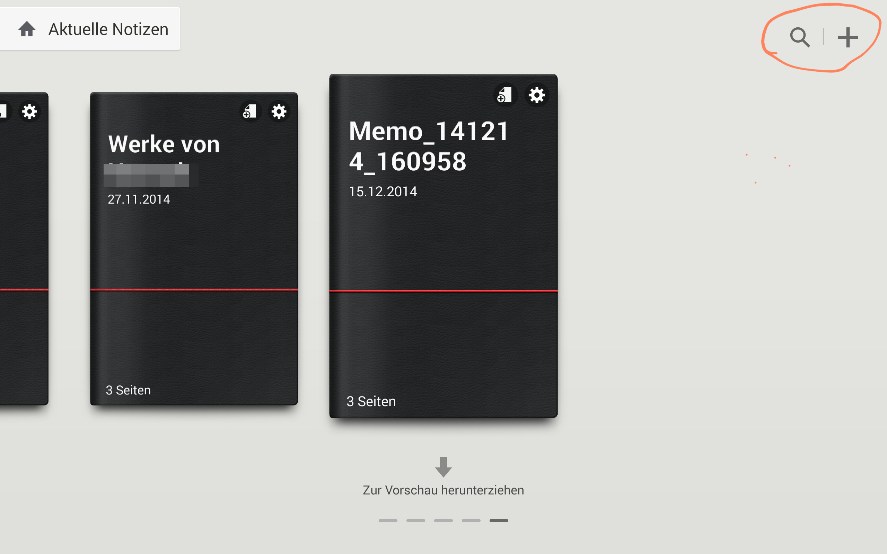 Aktuelle Notizen
Werke von
27.11.2014
3 Seiten
Memo_14121
4_160958
15.12.2014
3 Seiten
Zur Vorschau herunterziehen